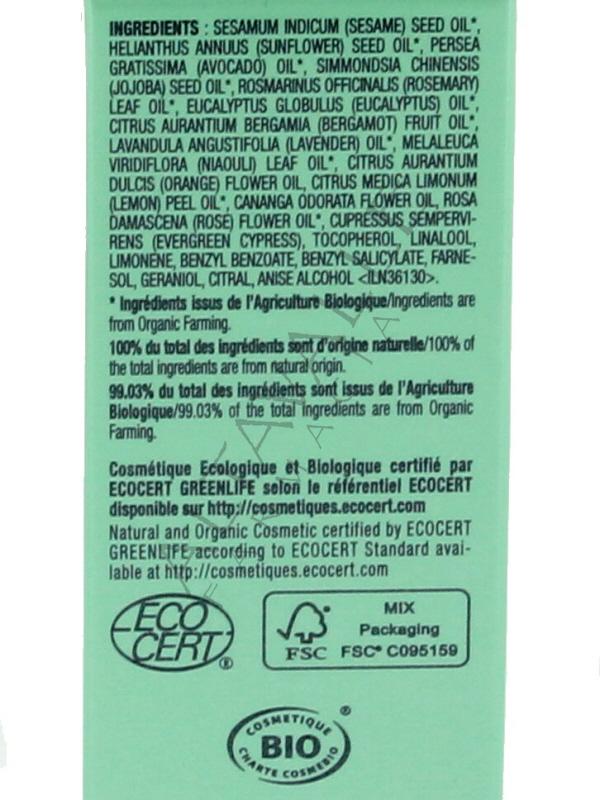 INGREDIENTS : SESAMUM INDICUM (SESAME) SEED OIL*,
HELIANTHUS ANNUUS (SUNFLOWER) SEED OIL*, PERSEA
GRATISSIMA (AVOCADO) OIL*, SIMMONDSIA CHINENSIS
(JOJOBA) SEED OIL*, ROSMARINUS OFFICINALIS (ROSEMARY)
LEAF OIL*, EUCALYPTUS GLOBULUS (EUCALYPTUS) OIL*,
CITRUS AURANTIUM BERGAMIA (BERGAMOT) FRUIT OIL*,
LAVANDULA ANGUSTIFOLIA (LAVENDER) OIL*, MELALEUCA
VIRIDIFLORA (NIAOULI) LEAF OIL*, CITRUS AURANTIUM
DULCIS (ORANGE) FLOWER OIL, CITRUS MEDICA LIMONUM
(LEMON) PEEL OIL*, CANANGA ODORATA FLOWER OIL, ROSA
DAMASCENA (ROSE) FLOWER OIL*, CUPRESSUS SEMPERVI-
RENS (EVERGREEN CYPRESS), TOCOPHEROL, LINALOOL,
LIMONENE, BENZYL BENZOATE, BENZYL SALICYLATE, FARNE-
SOL, GERANIOL, CITRAL, ANISE ALCOHOL <ILN36130>.
* Ingrédients issus de l'Agriculture Biologique/Ingredients are
from Organic Farming.
100% du total des ingrédients sont d'origine naturelle/100% of
the total ingredients are from natural origin.
99.03% du total des ingrédients sont issus de l'Agriculture
Biologique/99.03% of the total ingredients are from Organic
Farming.
Cosmétique Ecologique et Biologique certifié par
ECOCERT GREENLIFE selon le référentiel ECOCERT
disponible sur http://cosmetiques.ecocert.com
Natural and Organic Cosmetic certified by ECOCERT
GREENLIFE according to ECOCERT Standard avai-
lable at http://cosmetiques.ecocert.com
ECO
CERT®
FSC
MIX
Packaging
FSC® C095159
COSMETIQUE ®
BIO
CHARTE COSMEBIO